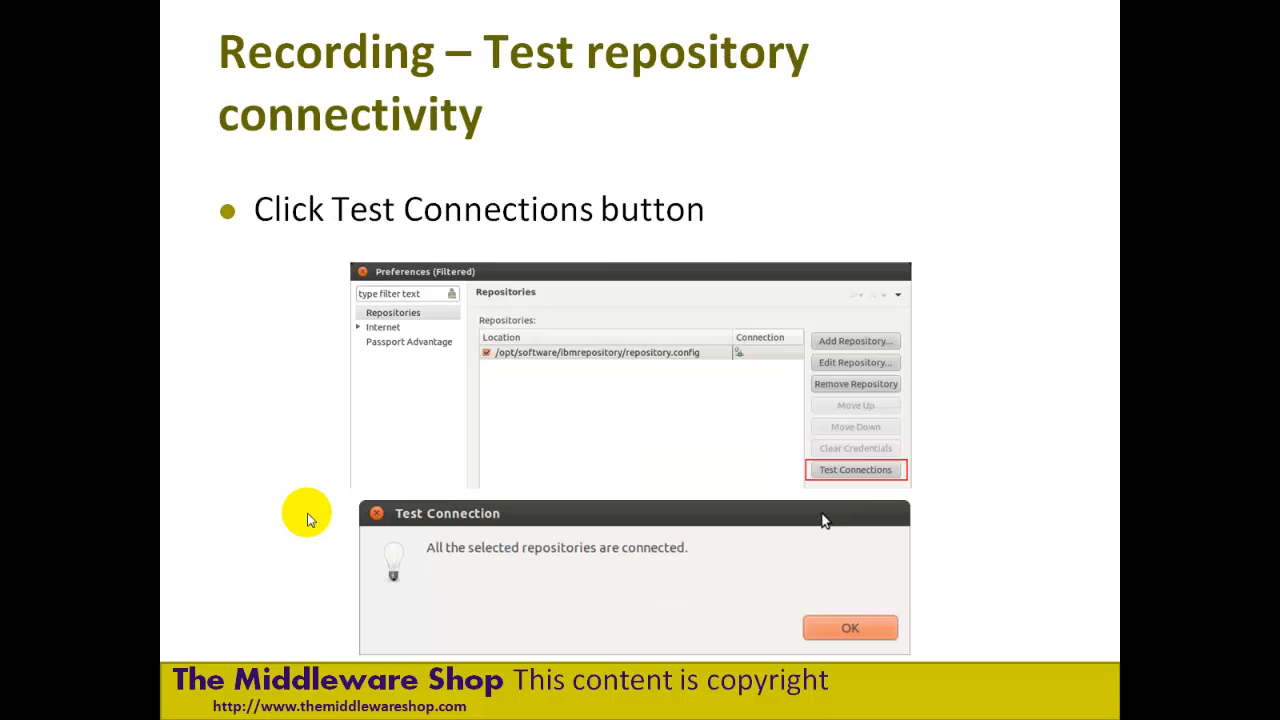 Recording – Test repository
connectivity
Click Test Connections button
Preferences (Filtered)
type filter text
Repositories
Internet
Passport Advantage
Repositories
Repositories:
Location Connection
/opt/software/ibmrepository/repository.config
Add Repository...
Edit Repository...
Remove Repository
Move Up
Move Down
Clear Credentials
Test Connections
Test Connection
All the selected repositories are connected.
OK
The Middleware Shop This content is copyright
http://www.themiddlewareshop.com